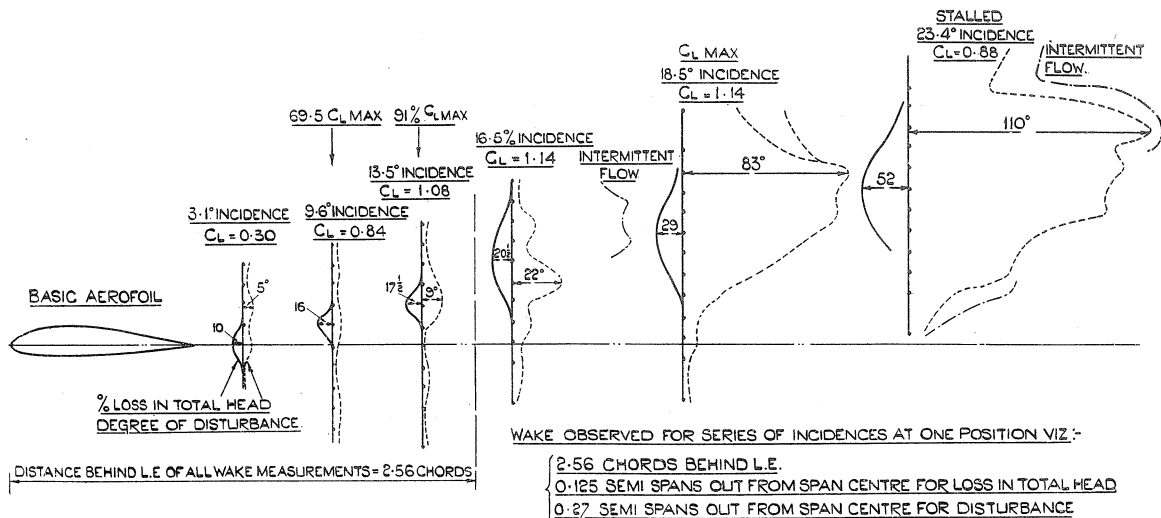 STALLED
23.4° INCIDENCE
CL=0.88
INTERMITTENT
FLOW.
CL MAX
18.5° INCIDENCE
CL = 1.14
69.5 CL MAX
91% CL MAX
16.5% INCIDENCE
CL = 1.14
INTERMITTENT
FLOW
110°
83°
13.5° INCIDENCE
CL = 1.08
52
3.1° INCIDENCE
CL=0.30
9.6° INCIDENCE
CL=0.84
29
20½
22°
BASIC AEROFOIL
5°
17½
9°
16
10
% LOSS IN TOTAL HEAD
DEGREE OF DISTURBANCE.
WAKE OBSERVED FOR SERIES OF INCIDENCES AT ONE POSITION VIZ:-
DISTANCE BEHIND L.E OF ALL WAKE MEASUREMENTS = 2.56 CHORDS
2.56 CHORDS BEHIND L.E.
0.125 SEMI SPANS OUT FROM SPAN CENTRE FOR LOSS IN TOTAL HEAD
0.27 SEMI SPANS OUT FROM SPAN CENTRE FOR DISTURBANCE